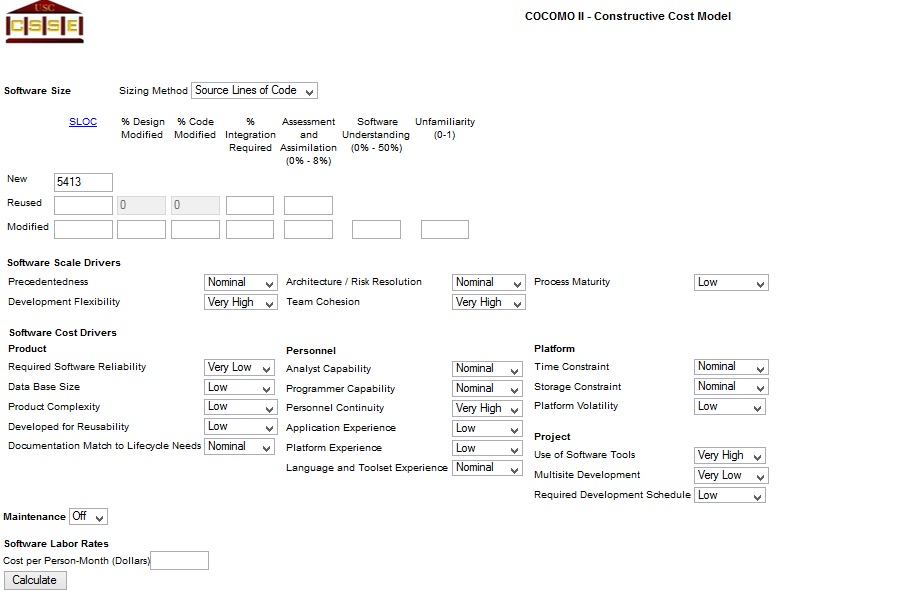 USC
CSSE
COCOMO II - Constructive Cost Model
Software Size Sizing Method Source Lines of Code
SLOC % Design Modified % Code Modified % Integration Required Assessment and Assimilation (0% - 8%) Software Understanding (0% - 50%) Unfamiliarity (0-1)
New 5413
Reused 0 0
Modified
Software Scale Drivers
Precedentedness Nominal Architecture / Risk Resolution Nominal Process Maturity Low
Development Flexibility Very High Team Cohesion Very High
Software Cost Drivers
Product
Required Software Reliability Very Low
Data Base Size Low
Product Complexity Low
Developed for Reusability Low
Documentation Match to Lifecycle Needs Nominal
Personnel
Analyst Capability Nominal
Programmer Capability Nominal
Personnel Continuity Very High
Application Experience Low
Platform Experience Low
Language and Toolset Experience Nominal
Platform
Time Constraint Nominal
Storage Constraint Nominal
Platform Volatility Low
Project
Use of Software Tools Very High
Multisite Development Very Low
Required Development Schedule Low
Maintenance Off
Software Labor Rates
Cost per Person-Month (Dollars)
Calculate